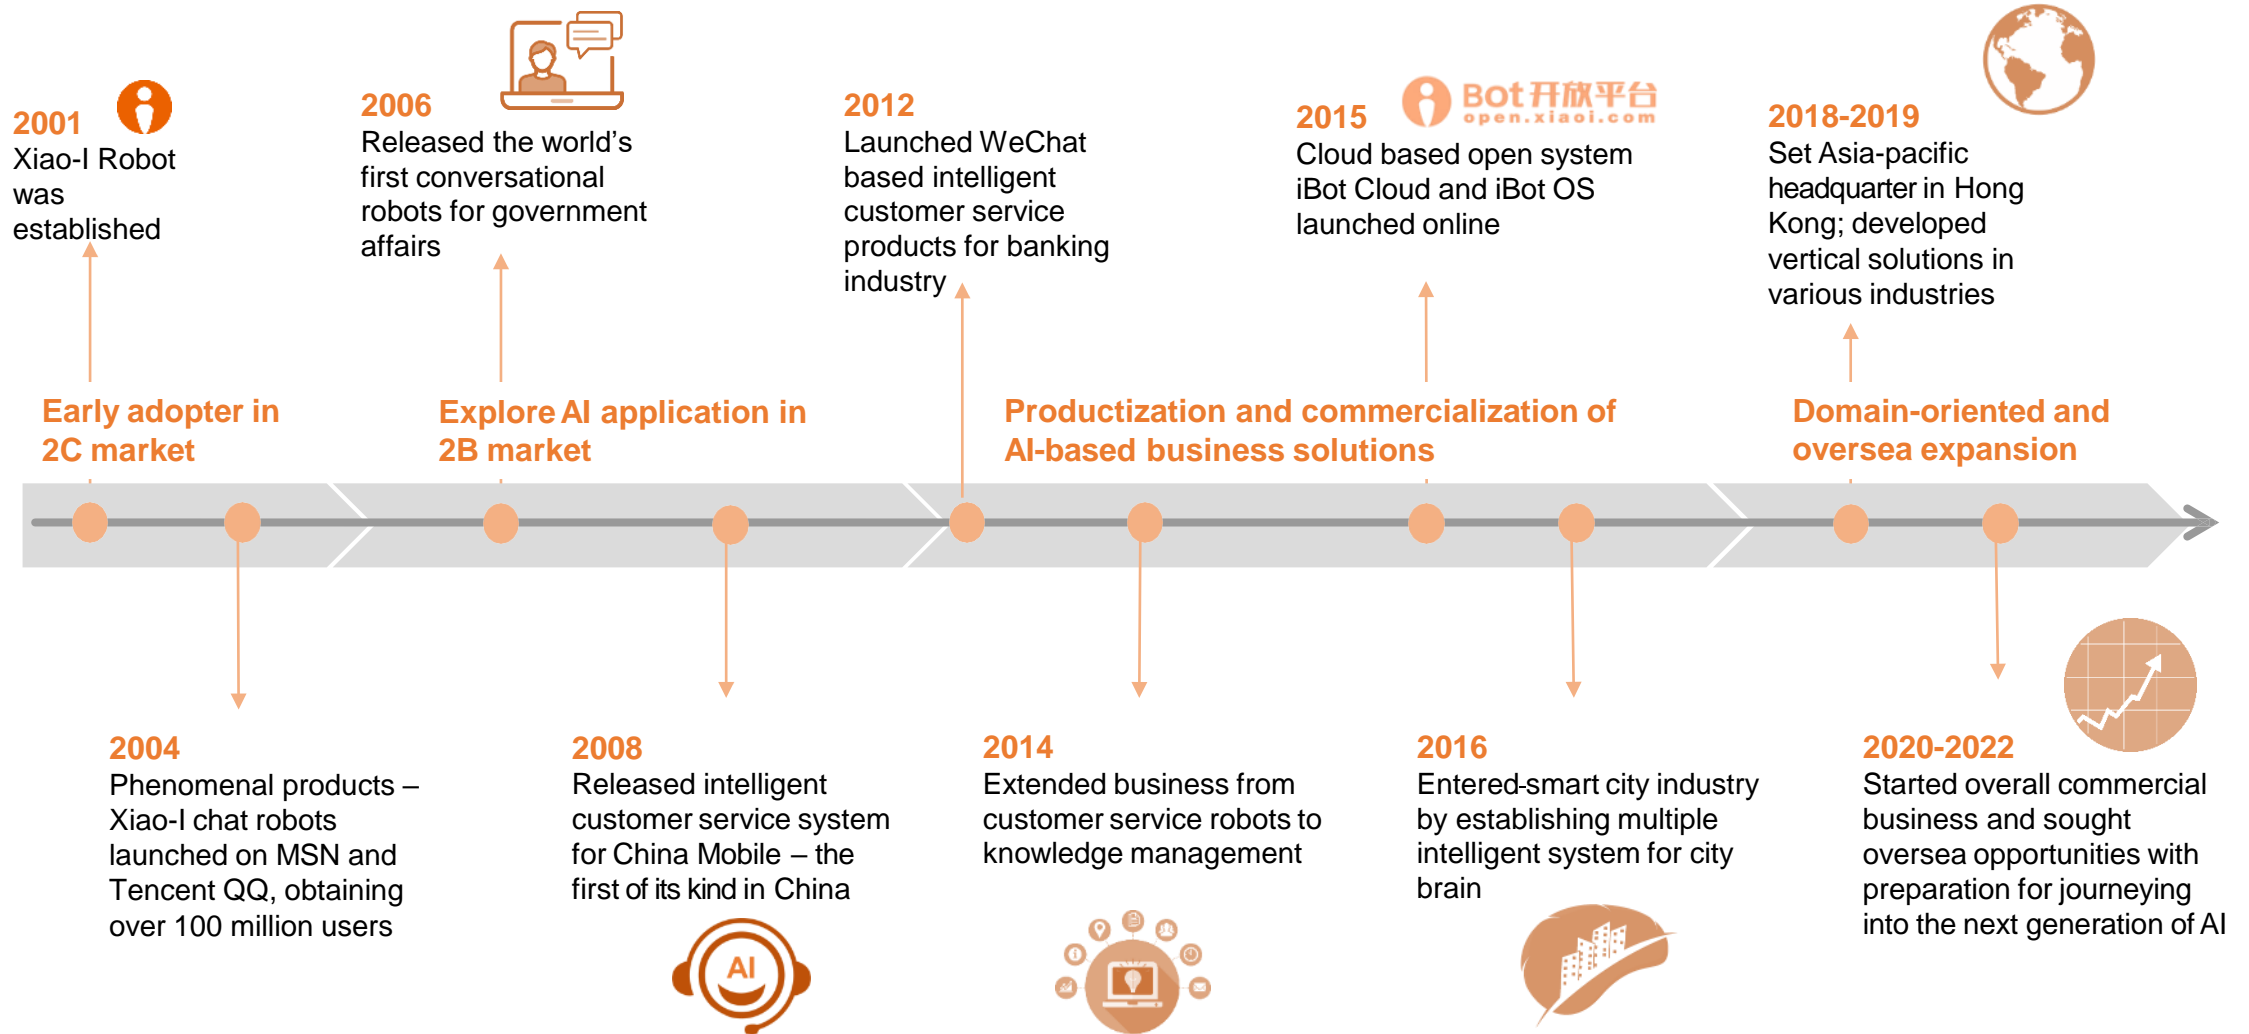 2001
Xiao-I Robot
was
established
2006
Released the world's
first conversational
robots for government
affairs
2012
Launched WeChat
based intelligent
customer service
products for banking
industry
2015
Bot开放平台
open.xiaoi.com
Cloud based open system
iBot Cloud and iBot OS
launched online
2018-2019
Set Asia-pacific
headquarter in Hong
Kong; developed
vertical solutions in
various industries
Early adopter in
2C market
Explore AI application in
2B market
Productization and commercialization of
AI-based business solutions
Domain-oriented and
oversea expansion
2004
Phenomenal products –
Xiao-I chat robots
launched on MSN and
Tencent QQ, obtaining
over 100 million users
2008
Released intelligent
customer service system
for China Mobile – the
first of its kind in China
AI
2014
Extended business from
customer service robots to
knowledge management
2016
Entered-smart city industry
by establishing multiple
intelligent system for city
brain
2020-2022
Started overall commercial
business and sought
oversea opportunities with
preparation for journeying
into the next generation of AI